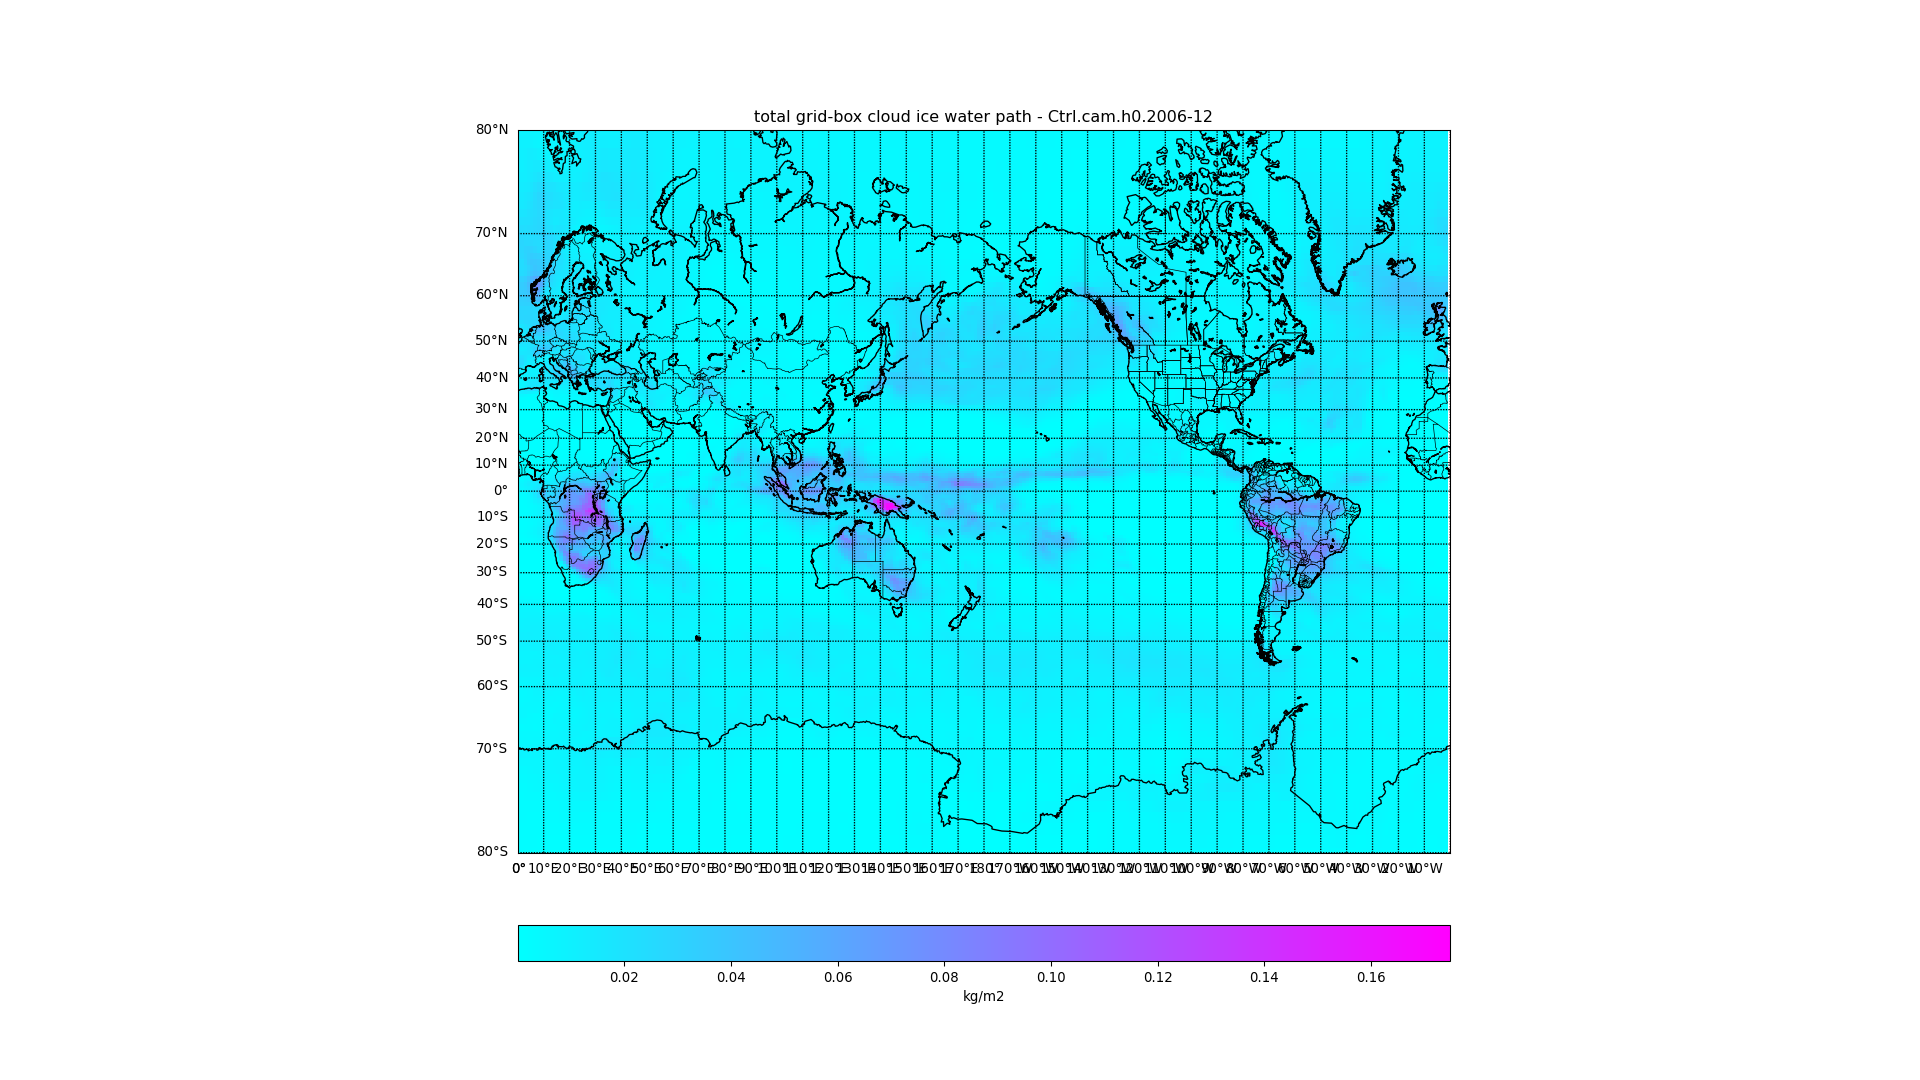 total grid-box cloud ice water path - Ctrl.cam.h0.2006-12
80°N
70°N
60°N
50°N
40°N
30°N
20°N
10°N
0°
10°S
20°S
30°S
40°S
50°S
60°S
70°S
80°S
0° 10°E 20°E 30°E 40°E 50°E 60°E 70°E 80°E 90°E 100°E 110°E 120°E 130°E 140°E 150°E 160°E 170°E 180° 170°W 160°W 150°W 140°W 130°W 120°W 110°W 100°W 90°W 80°W 70°W 60°W 50°W 40°W 30°W 20°W 10°W
0.02 0.04 0.06 0.08 0.10 0.12 0.14 0.16
kg/m2